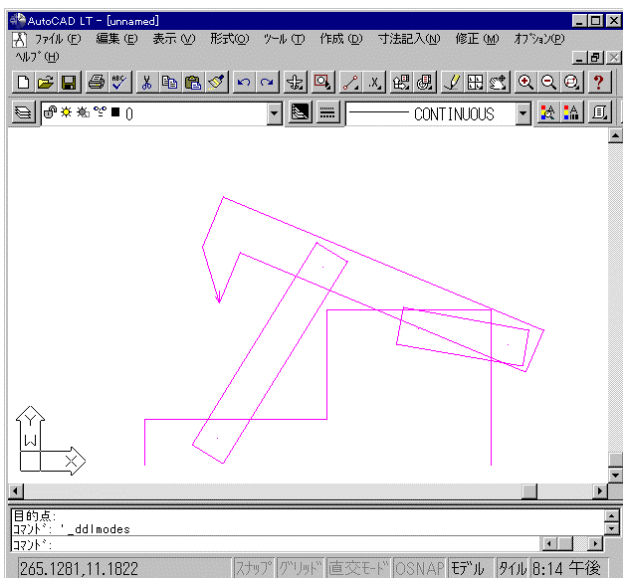 AutoCAD LT - [unnamed]
ファイル(F) 編集(E) 表示(V) 形式(O) ツール(T) 作成(D) 寸法記入(N) 修正(M) オプション(P)
ヘルプ(H)
ABC
0 CONTINUOUS
Y
W
X
目的点:
コマンド: '_ddlmodes
コマンド:
265.1281,11.1822 スナップ グリッド 直交モード OSNAP モデル タイル 8:14 午後